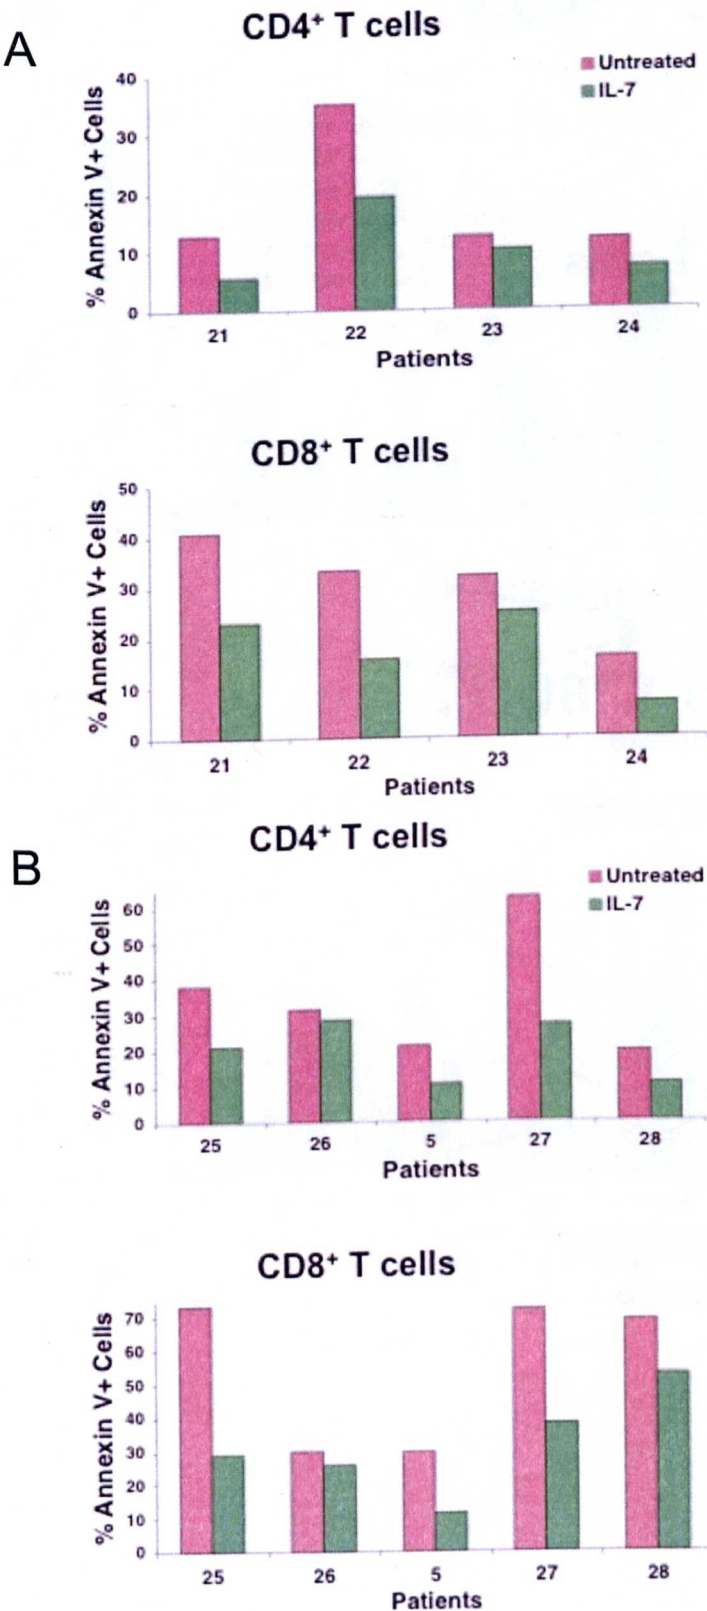 A
CD4+ T cells
Untreated
IL-7
% Annexin V+ Cells
40
30
20
10
0
21 22 23 24
Patients
CD8+ T cells
% Annexin V+ Cells
50
40
30
20
10
0
21 22 23 24
Patients
B
CD4+ T cells
Untreated
IL-7
% Annexin V+ Cells
60
50
40
30
20
10
0
25 26 5 27 28
Patients
CD8+ T cells
% Annexin V+ Cells
70
60
50
40
30
20
10
0
25 26 5 27 28
Patients